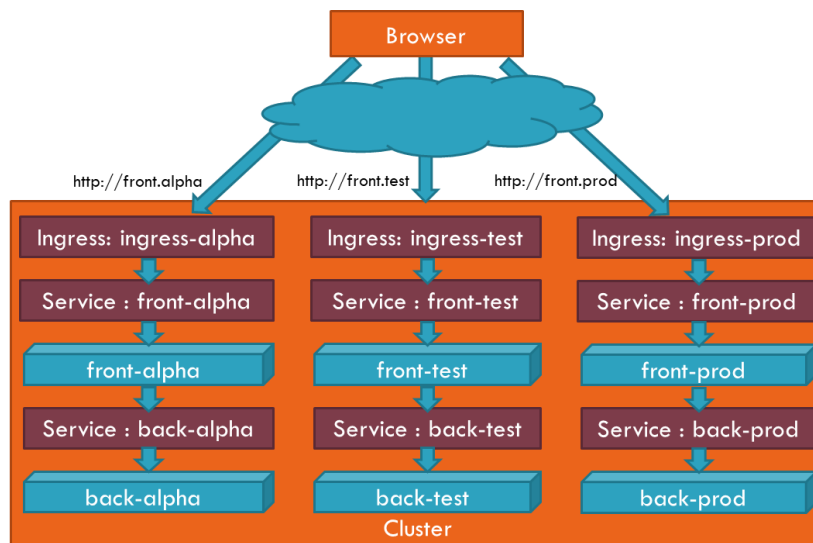 Browser
http://front.alpha
http://front.test
http://front.prod
Ingress: ingress-alpha
Ingress: ingress-test
Ingress: ingress-prod
Service : front-alpha
Service : front-test
Service : front-prod
front-alpha
front-test
front-prod
Service : back-alpha
Service : back-test
Service : back-prod
back-alpha
back-test
back-prod
Cluster